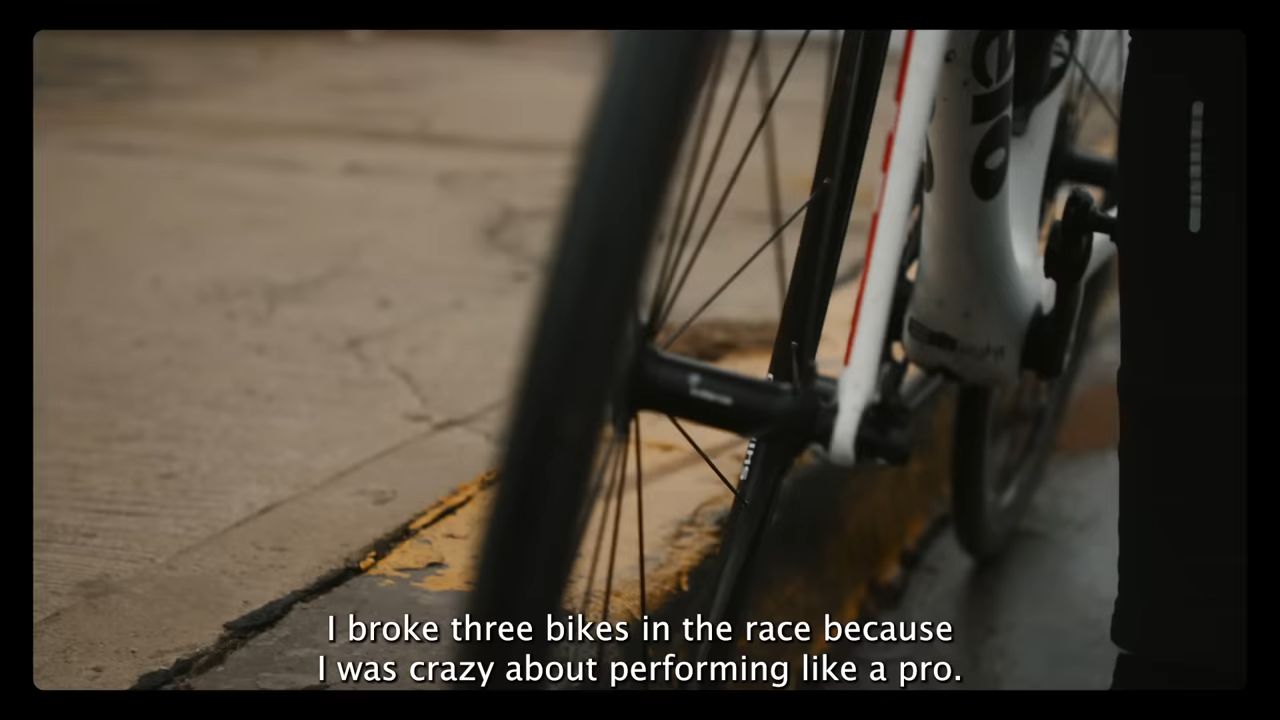 I broke three bikes in the race because
I was crazy about performing like a pro.